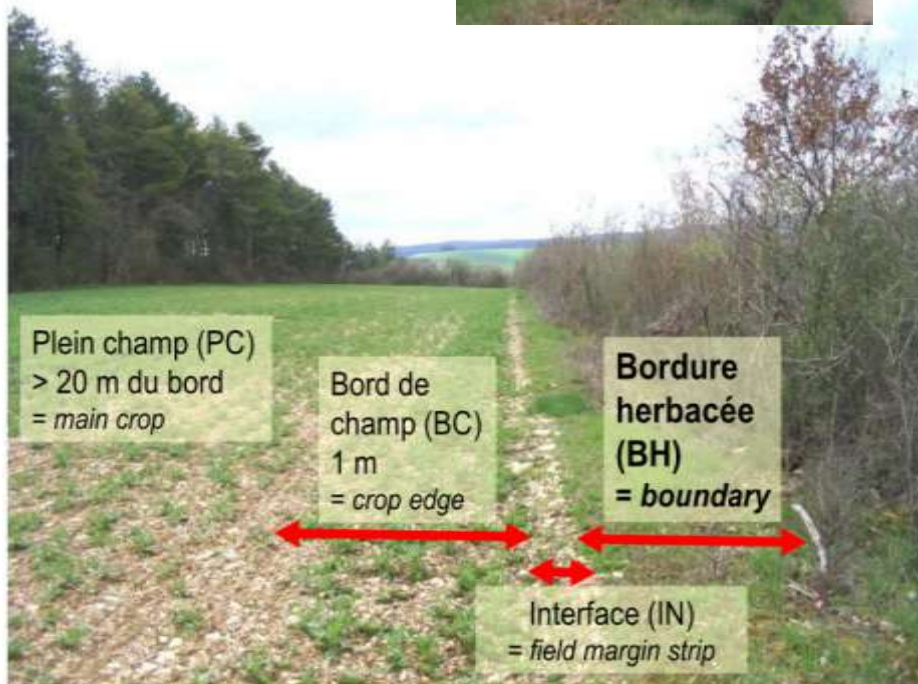 Plein champ (PC)
> 20 m du bord
= main crop
Bord de
champ (BC)
1 m
= crop edge
Bordure
herbacée
(BH)
= boundary
Interface (IN)
= field margin strip